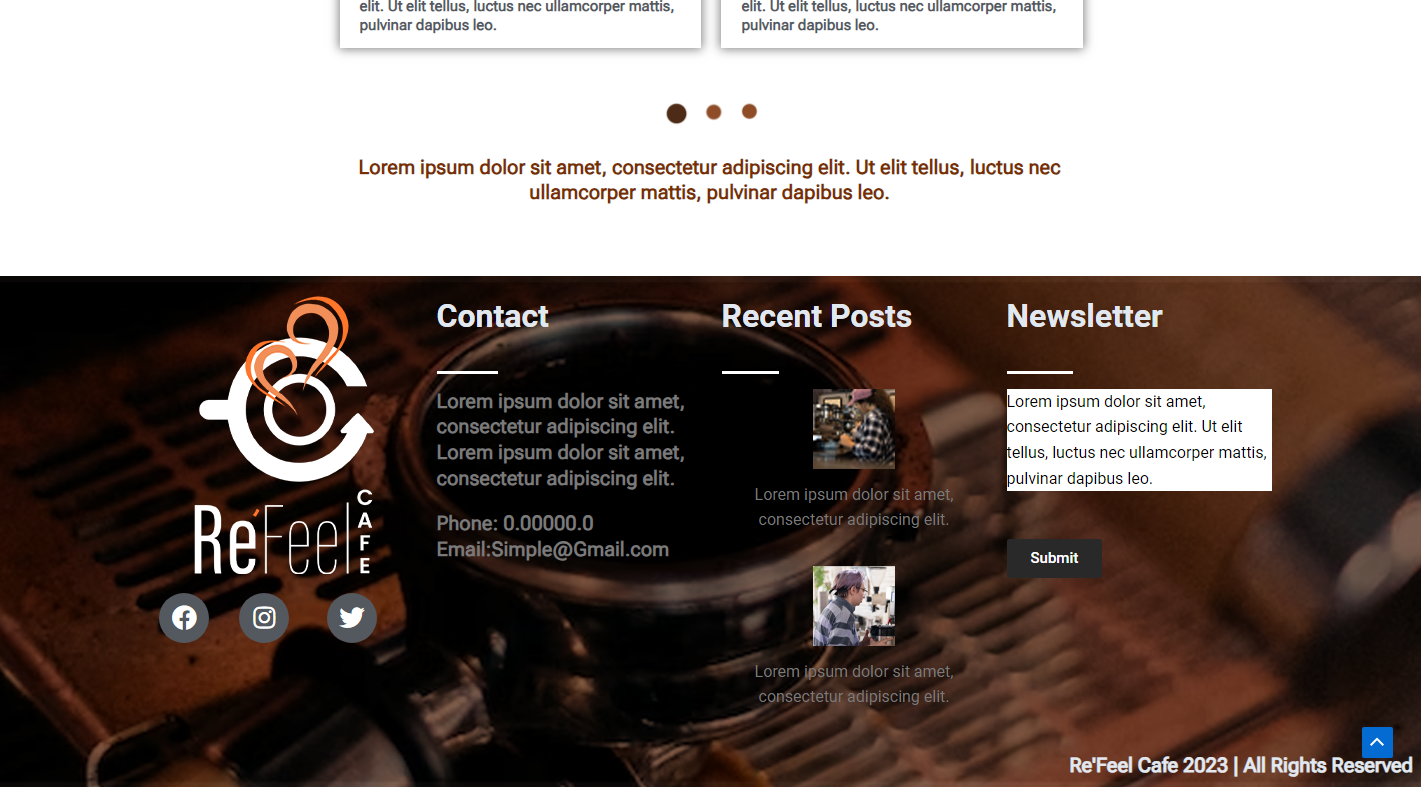 elit. Ut elit tellus, luctus nec ullamcorper mattis,
pulvinar dapibus leo.
elit. Ut elit tellus, luctus nec ullamcorper mattis,
pulvinar dapibus leo.
Lorem ipsum dolor sit amet, consectetur adipiscing elit. Ut elit tellus, luctus nec
ullamcorper mattis, pulvinar dapibus leo.
Re'Feel
CAFE
Contact
Lorem ipsum dolor sit amet,
consectetur adipiscing elit.
Lorem ipsum dolor sit amet,
consectetur adipiscing elit.
Phone: 0.00000.0
Email:Simple@Gmail.com
Recent Posts
Lorem ipsum dolor sit amet,
consectetur adipiscing elit.
Lorem ipsum dolor sit amet,
consectetur adipiscing elit.
Newsletter
Lorem ipsum dolor sit amet,
consectetur adipiscing elit. Ut elit
tellus, luctus nec ullamcorper mattis,
pulvinar dapibus leo.
Submit
Re'Feel Cafe 2023 | All Rights Reserved